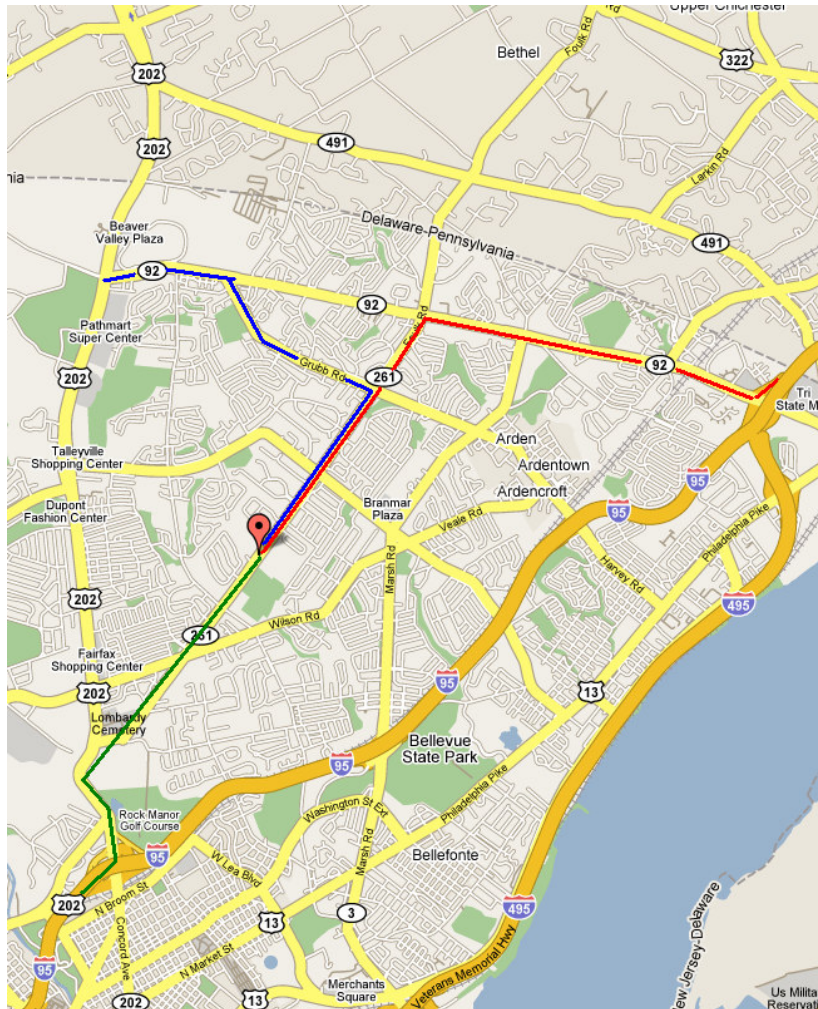 Upper Chichester
Rd
202
Foulk Rd
Bethel
322
202
491
Larkin Rd
202
Delaware-Pennsylvania
491
Beaver
Valley Plaza
92
92
Pathmart
Super Center
Foulk Rd
Grubb Rd
261
92
202
Tri
State M
Arden
Ardentown
Ardencroft
Talleyville
Shopping Center
95
Branmar
Plaza
Dupont
Fashion Center
Veale Rd
95
Philadelphia Pike
Marsh Rd
Harvey Rd
202
495
Wilson Rd
261
Fairfax
Shopping Center
95
13
202
Lombardy
Cemetery
Bellevue
State Park
95
Philadelphia Pike
Rock Manor
Golf Course
Washington St Ext
Marsh Rd
95
W Lea Blvd
Bellefonte
202
N Broom St
495
13
3
Concord Ave
N Market St
Veterans Memorial Hwy
New Jersey-Delaware
95
Merchants
Square
202
13
Us Milita
Reservati